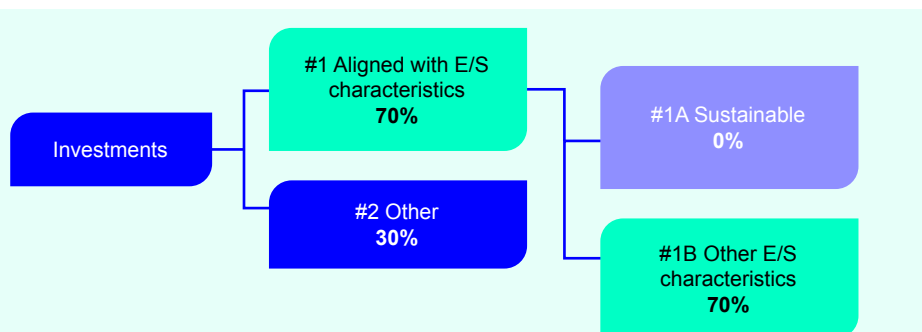 #1 Aligned with E/S
characteristics
70%
#1A Sustainable
0%
Investments
#2 Other
30%
#1B Other E/S
characteristics
70%